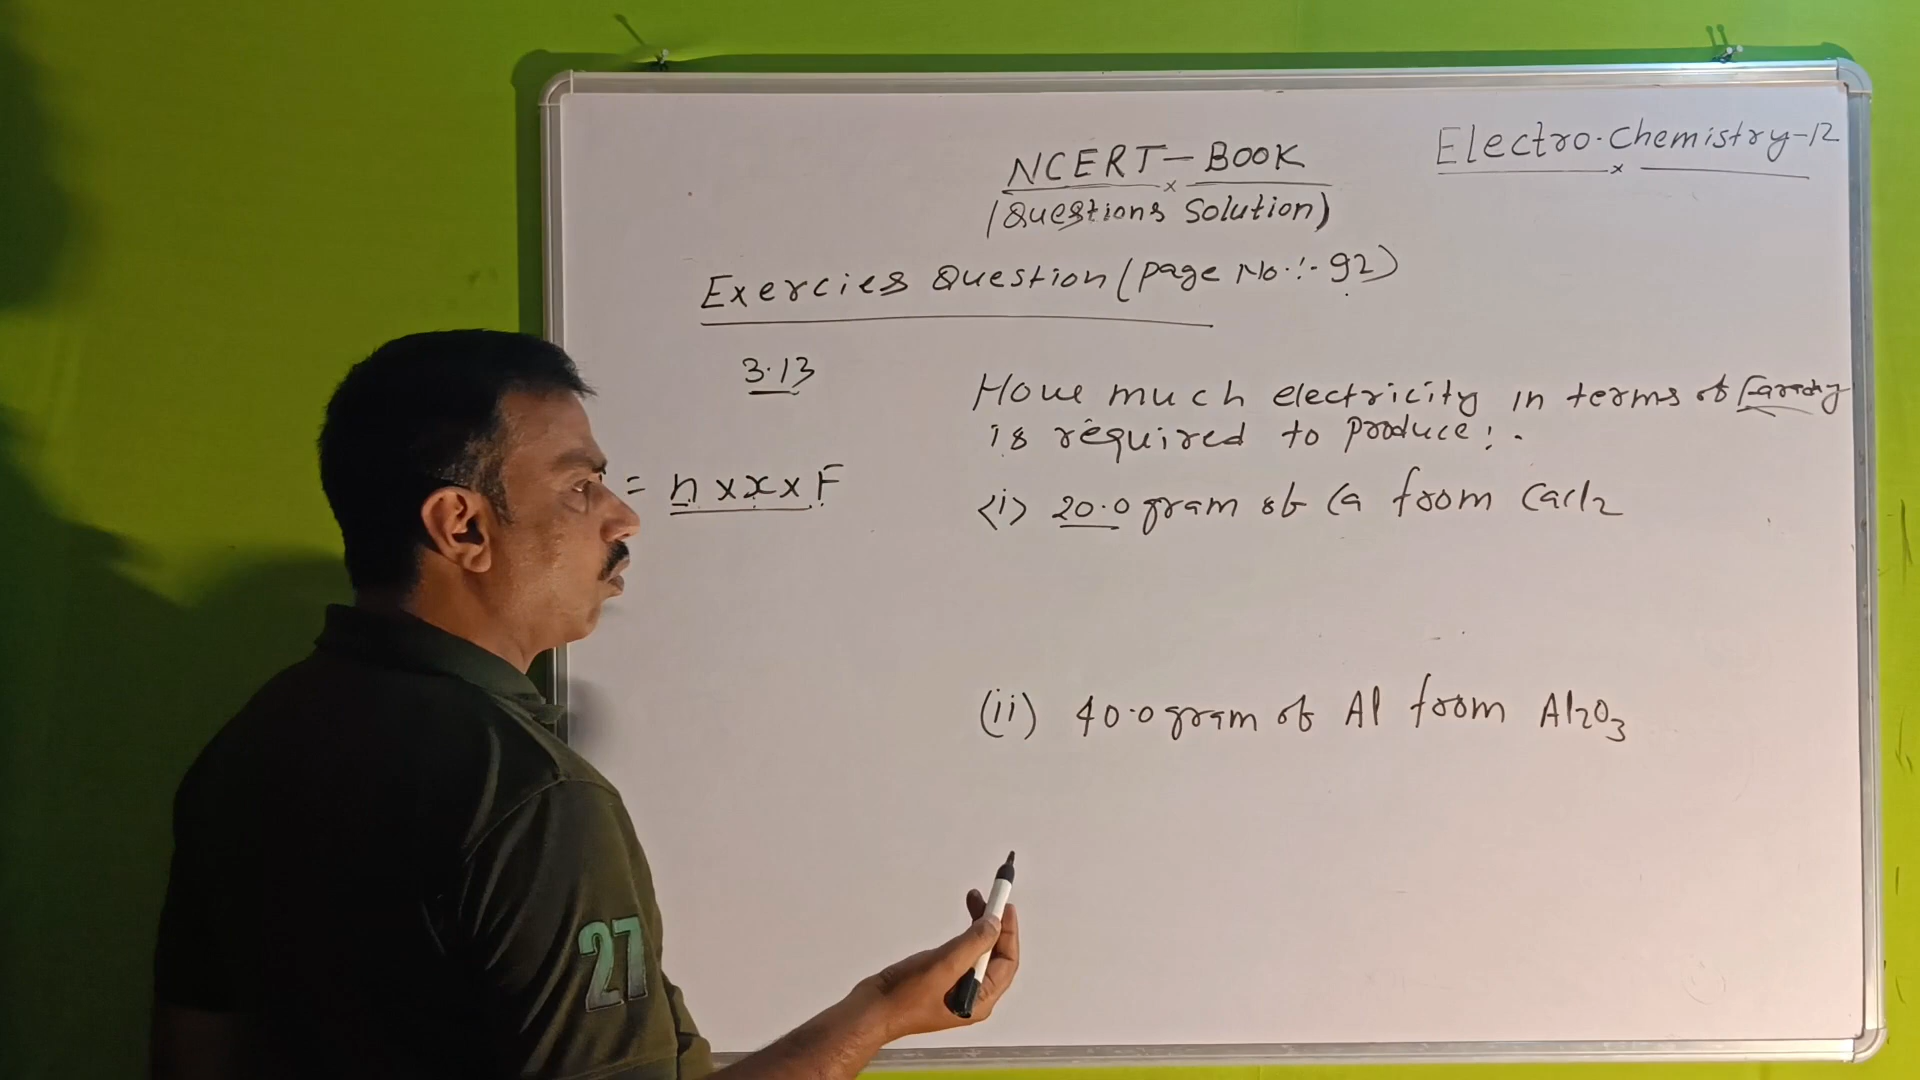 Electro-Chemistry-12
NCERT-BOOK
(Questions Solution)
Exercies Question (Page No.:- 92)
3.13
Howe much electricity in terms of Faraday
is required to produce:-
= n x x x F
(i) 20.0 gram of Ca from CaCl2
(ii) 40.0 gram of Al from Al2O3
27